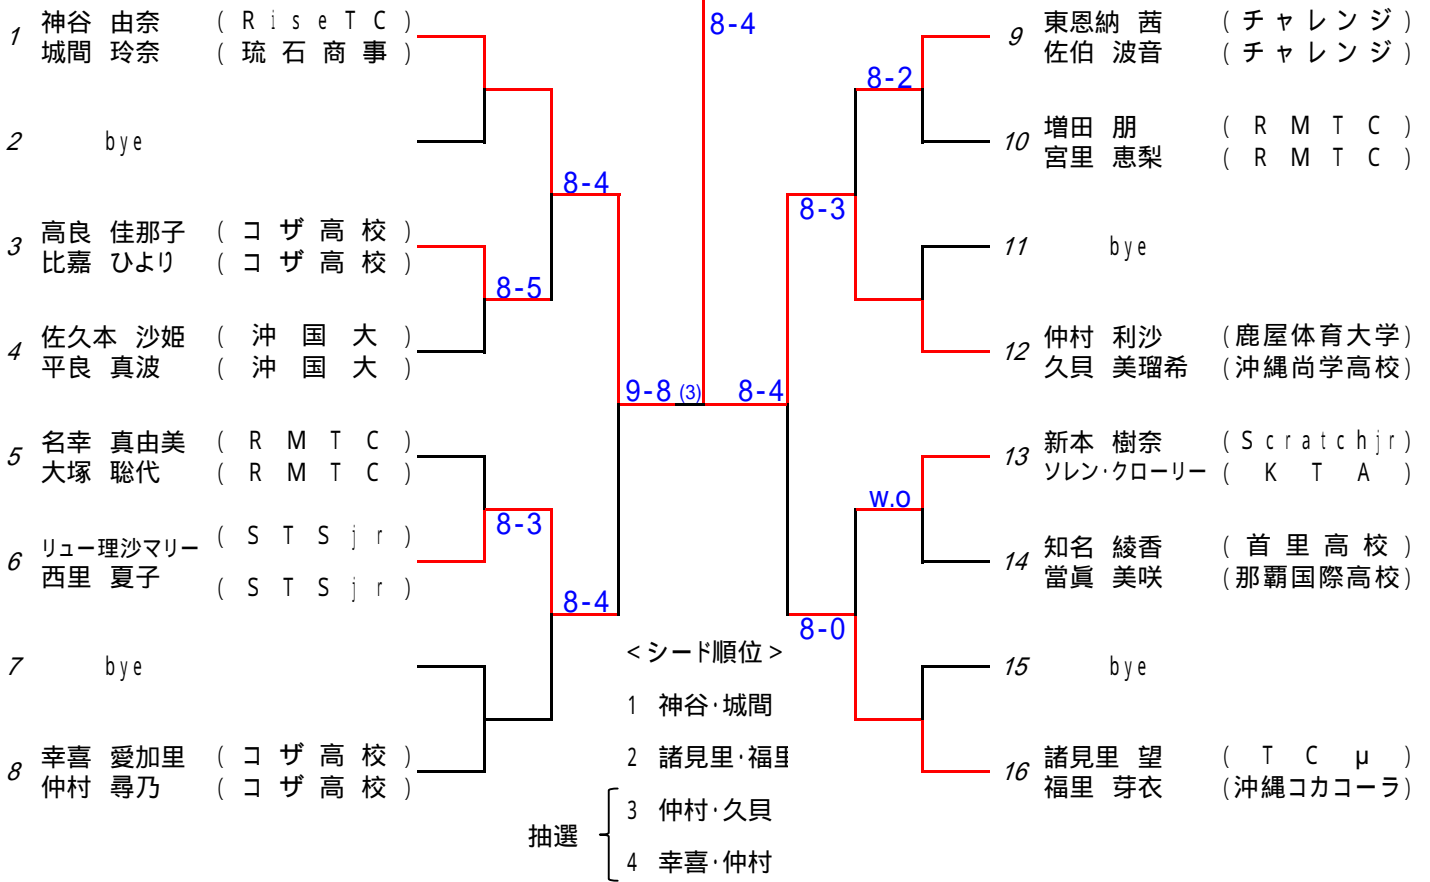 1 神谷 由奈 (RiseTC)
城間 玲奈 (琉石商事)
2 bye
8-4
3 高良 佳那子 (コザ高校)
比嘉 ひより (コザ高校)
8-5
4 佐久本 沙姫 (沖国大)
平良 真波 (沖国大)
9-8 (3)
5 名幸 真由美 (RMTC)
大塚 聡代 (RMTC)
8-3
6 リュー理沙マリー (STSjr)
西里 夏子 (STSjr)
8-4
7 bye
8 幸喜 愛加里 (コザ高校)
仲村 尋乃 (コザ高校)
8-4
9 東恩納 茜 (チャレンジ)
佐伯 波音 (チャレンジ)
8-2
10 増田 朋 (RMTC)
宮里 恵梨 (RMTC)
8-3
11 bye
12 仲村 利沙 (鹿屋体育大学)
久貝 美瑠希 (沖縄尚学高校)
8-4
13 新本 樹奈 (Scratchjr)
ソレン・クローリー (KTA)
w.o
14 知名 綾香 (首里高校)
當眞 美咲 (那覇国際高校)
8-0
15 bye
16 諸見里 望 (TCμ)
福里 芽衣 (沖縄コカコーラ)
<シード順位>
1 神谷・城間
2 諸見里・福里
抽選
3 仲村・久貝
4 幸喜・仲村